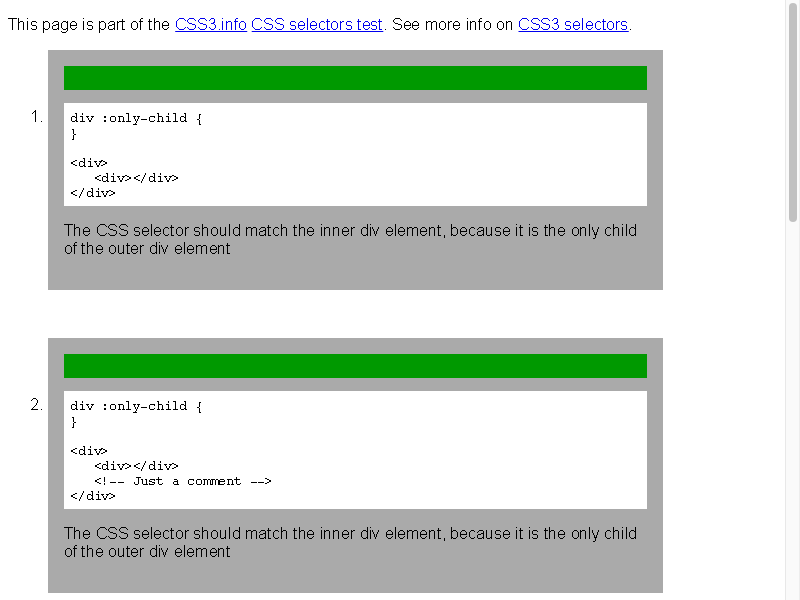 This page is part of the CSS3.info CSS selectors test. See more info on CSS3 selectors.
1.
div :only-child {
}
<div>
   <div></div>
</div>
The CSS selector should match the inner div element, because it is the only child
of the outer div element
2.
div :only-child {
}
<div>
   <div></div>
   <!-- Just a comment -->
</div>
The CSS selector should match the inner div element, because it is the only child
of the outer div element